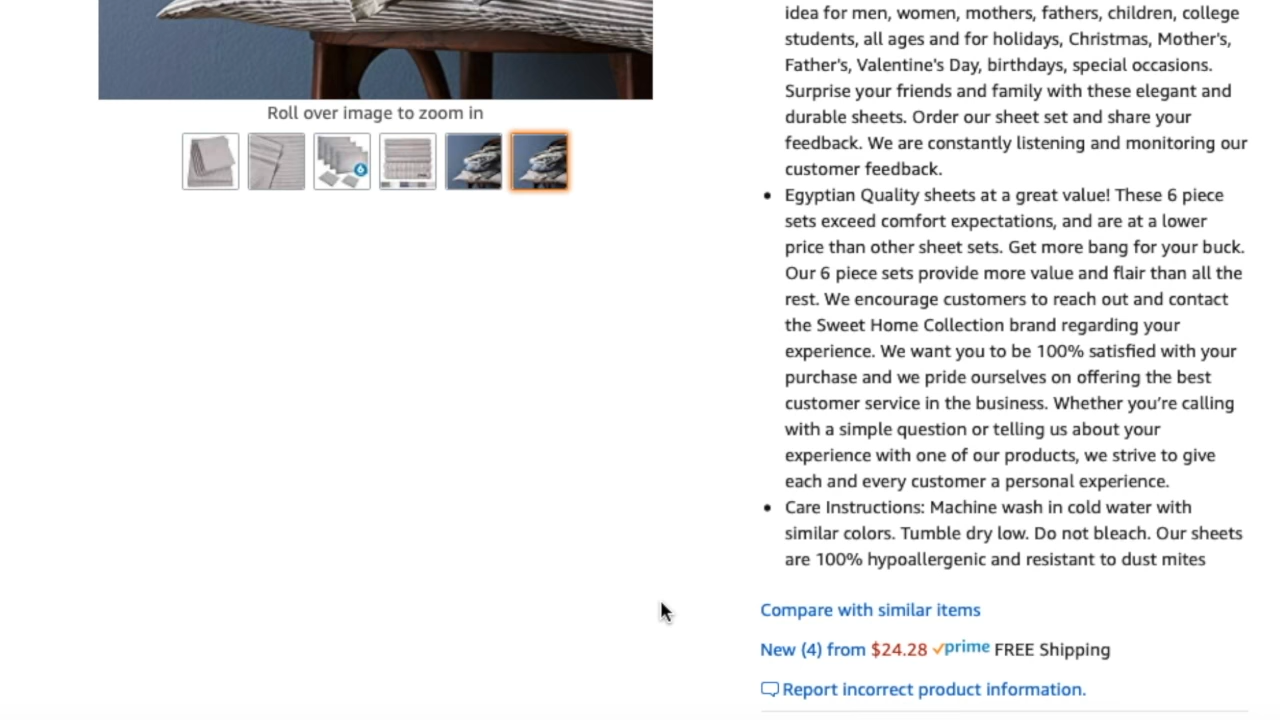 idea for men, women, mothers, fathers, children, college
students, all ages and for holidays, Christmas, Mother's,
Father's, Valentine's Day, birthdays, special occasions.
Surprise your friends and family with these elegant and
durable sheets. Order our sheet set and share your
feedback. We are constantly listening and monitoring our
customer feedback.
Roll over image to zoom in
6
• Egyptian Quality sheets at a great value! These 6 piece
sets exceed comfort expectations, and are at a lower
price than other sheet sets. Get more bang for your buck.
Our 6 piece sets provide more value and flair than all the
rest. We encourage customers to reach out and contact
the Sweet Home Collection brand regarding your
experience. We want you to be 100% satisfied with your
purchase and we pride ourselves on offering the best
customer service in the business. Whether you’re calling
with a simple question or telling us about your
experience with one of our products, we strive to give
each and every customer a personal experience.
• Care Instructions: Machine wash in cold water with
similar colors. Tumble dry low. Do not bleach. Our sheets
are 100% hypoallergenic and resistant to dust mites
Compare with similar items
New (4) from $24.28 prime FREE Shipping
Report incorrect product information.